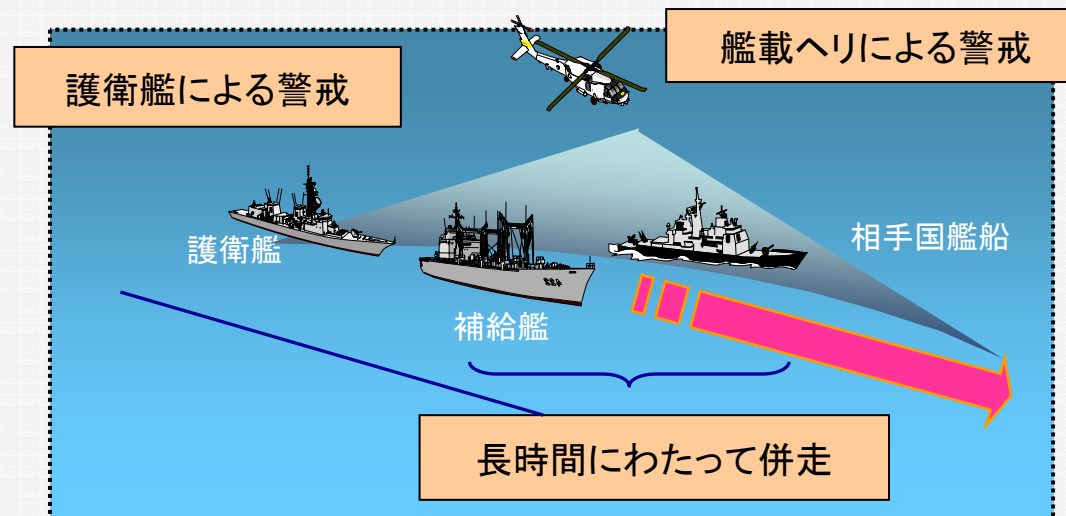 艦載ヘリによる警戒
護衛艦による警戒
護衛艦
相手国艦船
補給艦
長時間にわたって併走